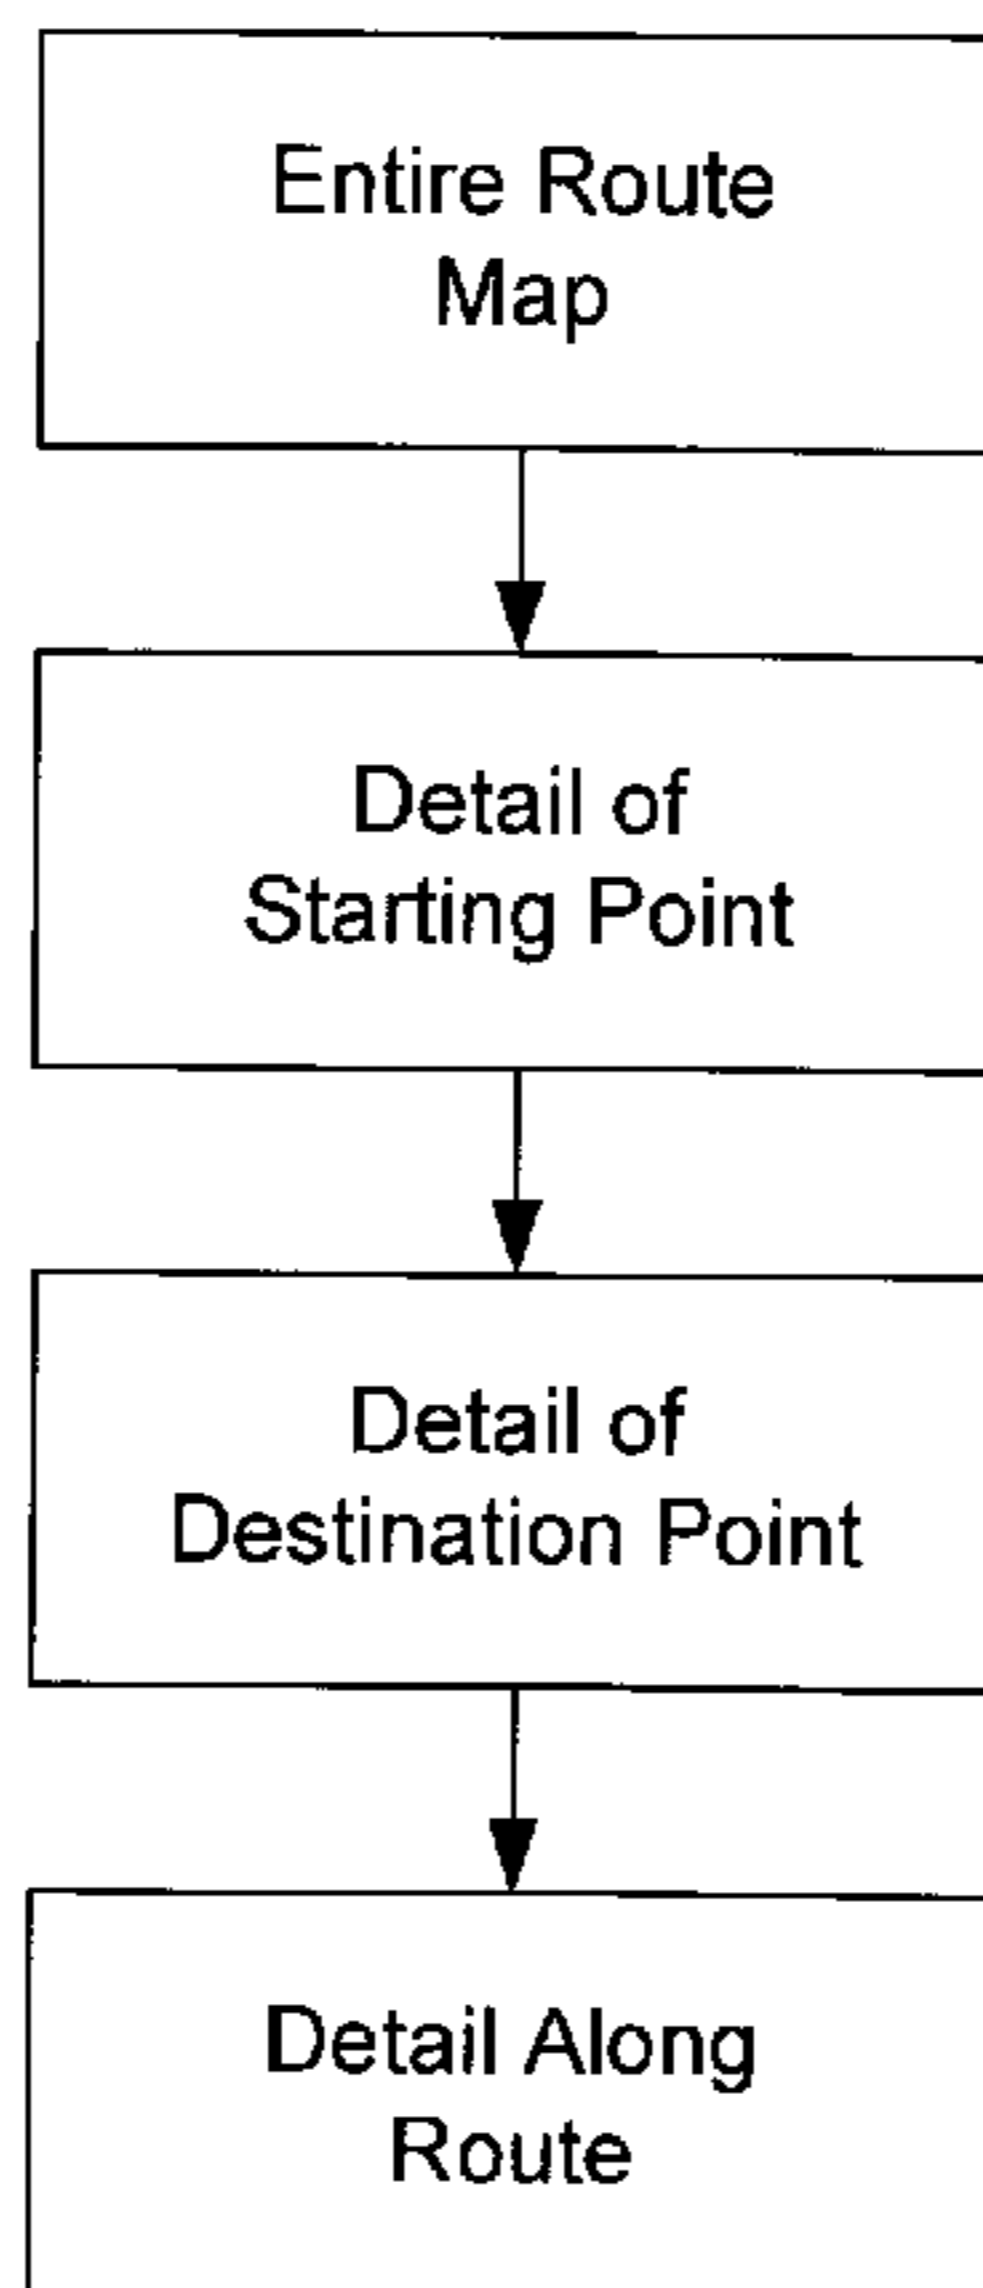 Entire Route
Map
Detail of
Starting Point
Detail of
Destination Point
Detail Along
Route